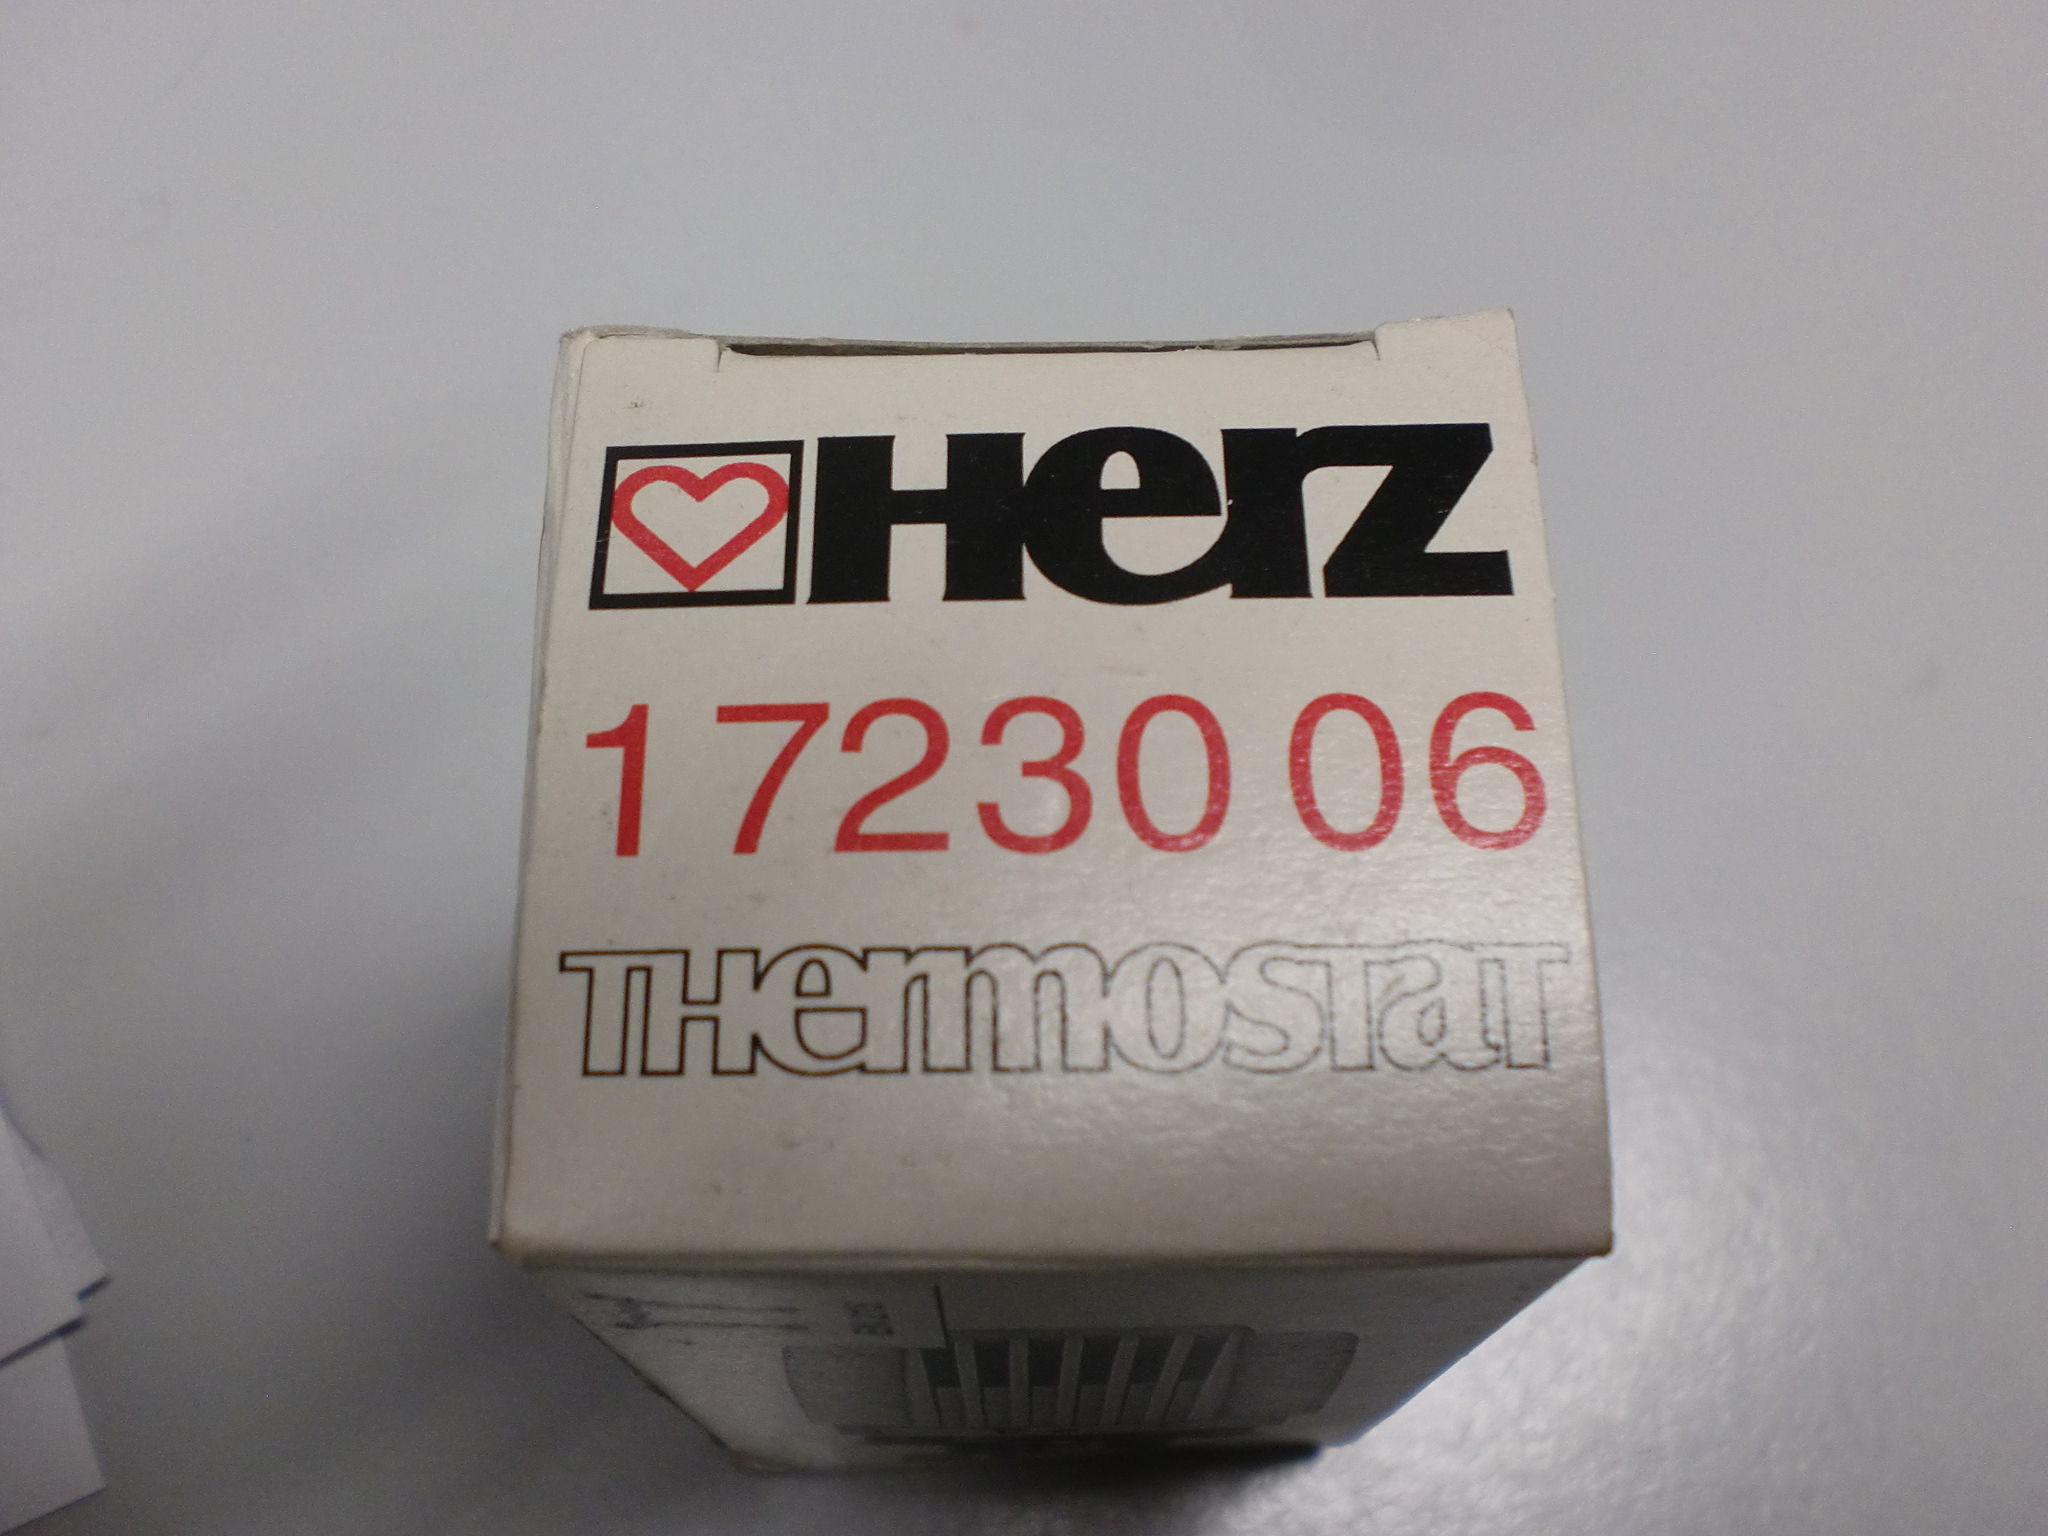 Herz
1 7230 06
THermostat